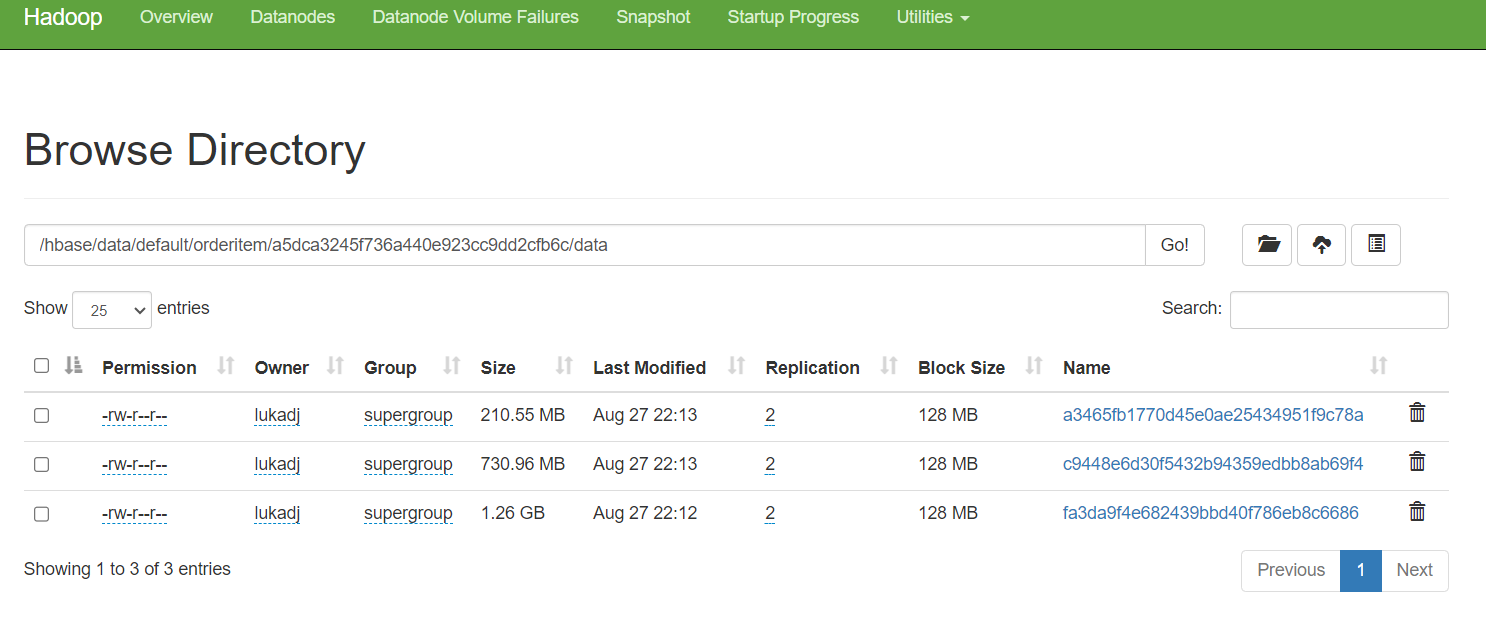 Hadoop Overview Datanodes Datanode Volume Failures Snapshot Startup Progress Utilities
Browse Directory
/hbase/data/default/orderitem/a5dca3245f736a440e923cc9dd2cfb6c/data Go!
Show 25 entries Search:
Permission Owner Group Size Last Modified Replication Block Size Name
-rw-r--r-- lukadj supergroup 210.55 MB Aug 27 22:13 2 128 MB a3465fb1770d45e0ae25434951f9c78a
-rw-r--r-- lukadj supergroup 730.96 MB Aug 27 22:13 2 128 MB c9448e6d30f5432b94359edbb8ab69f4
-rw-r--r-- lukadj supergroup 1.26 GB Aug 27 22:12 2 128 MB fa3da9f4e682439bbd40f786eb8c6686
Showing 1 to 3 of 3 entries Previous 1 Next